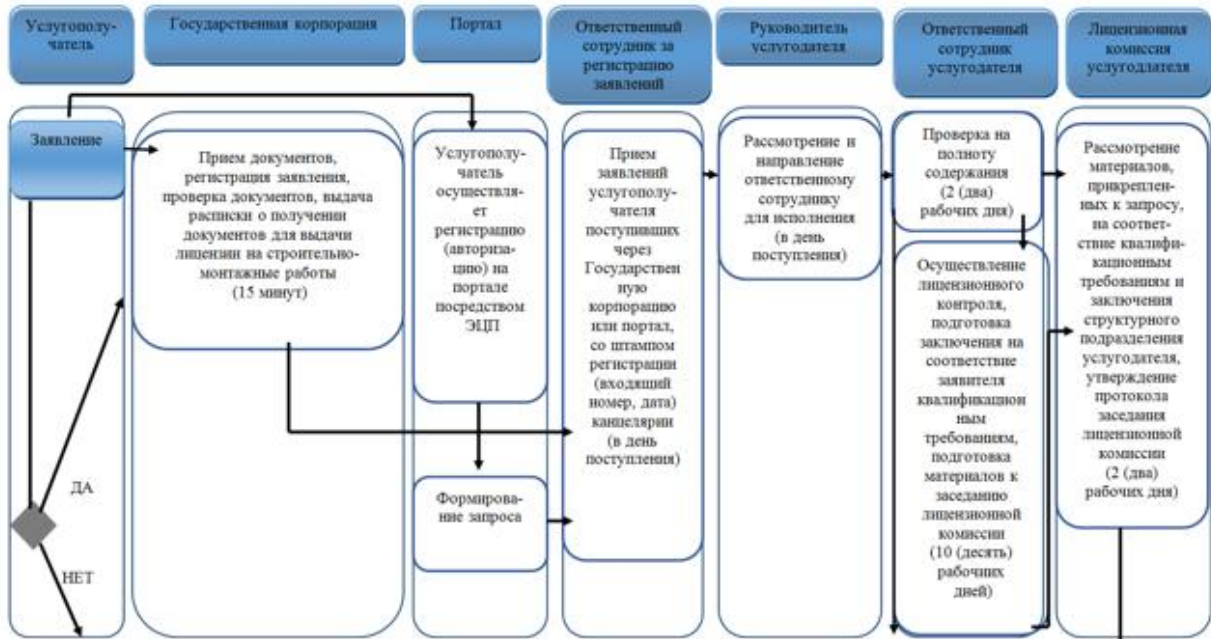 Услугополу-
чатель
Государственная корпорация
Портал
Ответственный
сотрудник за
регистрацию
заявлений
Руководитель
услугодателя
Ответственный
сотрудник
услугодателя
Лицензионная
комиссия
услугодлателя
Заявление
ДА
НЕТ
Прием документов,
регистрация заявления,
проверка документов, выдача
расписки о получении
документов для выдачи
лицензии на строительно-
монтажные работы
(15 минут)
Услугополу-
чатель
осуществля-
ет
регистрацию
(авториза-
цию) на
портале
посредством
ЭЦП
Формирова-
ние запроса
Прием
заявлений
услугополу-
чателя
поступивших
через
Государствен
ную
корпорацию
или портал,
со штампом
регистрации
(входящий
номер, дата)
канцелярии
(в день
поступления)
Рассмотрение и
направление
ответственному
сотруднику
для исполнения
(в день
поступления)
Проверка на
полноту
содержания
(2 (два)
рабочих дня)
Осуществление
лицензионного
контроля,
подготовка
заключения на
соответствие
заявителя
квалификацион
ным
требованиям,
подготовка
материалов к
заседанию
лицензионной
комиссии
(10 (десять)
рабочниих
дней)
Рассмотрение
материалов,
прикреплен-
ных к запросу,
на соответ-
ствие квалифи-
кационным
требованиям и
заключения
структурного
подразделения
услугодателя,
утверждение
протокола
заседания
лицензионной
комиссии
(2 (два)
рабочих дня)